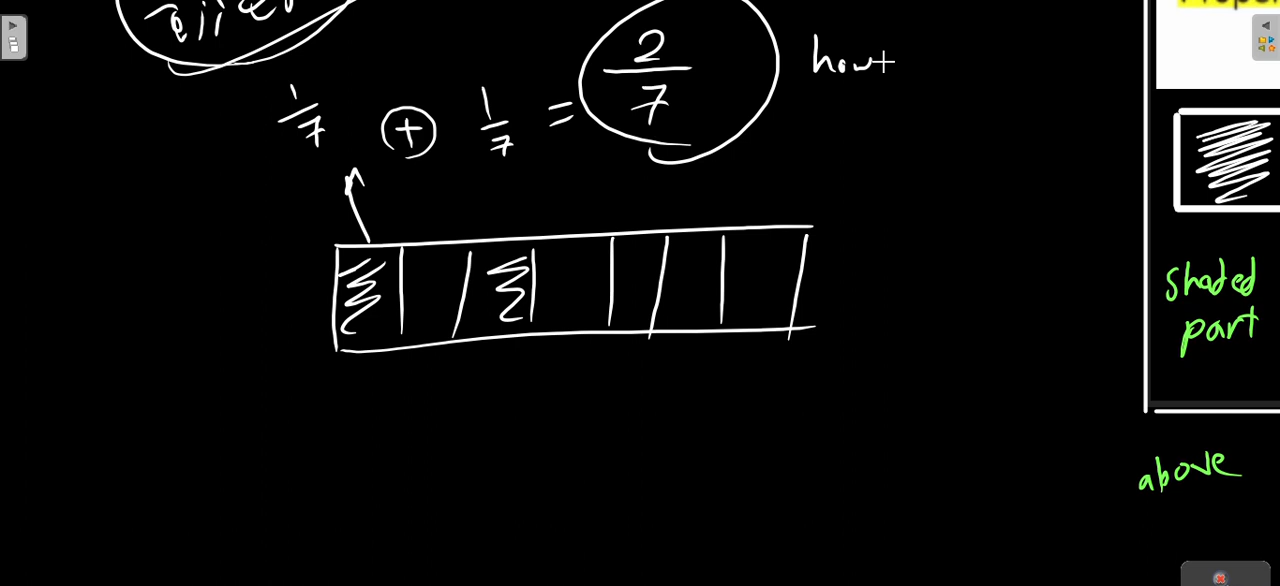 1/7 + 1/7 = 2/7
how
shaded
part
above